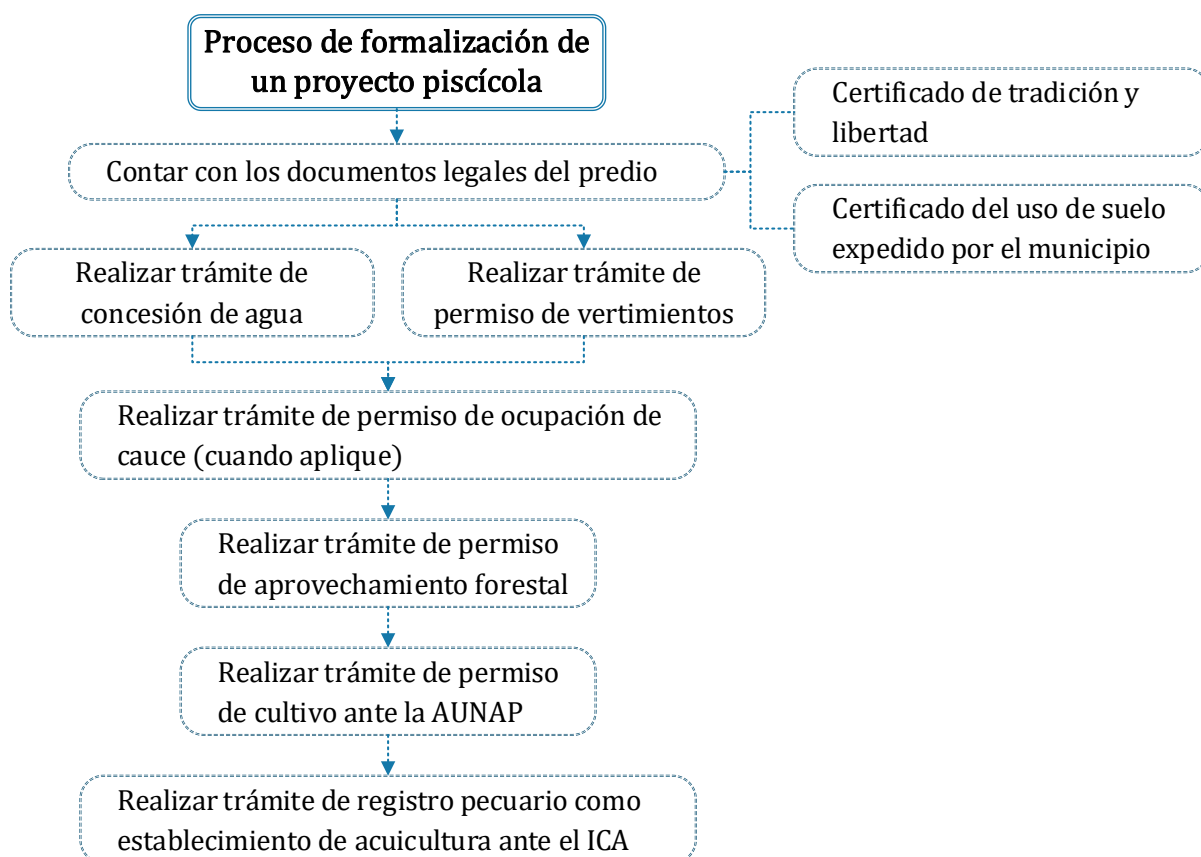 Proceso de formalización de
un proyecto piscícola
Contar con los documentos legales del predio
Certificado de tradición y
libertad
Certificado del uso de suelo
expedido por el municipio
Realizar trámite de
concesión de agua
Realizar trámite de
permiso de vertimientos
Realizar trámite de permiso de ocupación de
cauce (cuando aplique)
Realizar trámite de permiso
de aprovechamiento forestal
Realizar trámite de permiso
de cultivo ante la AUNAP
Realizar trámite de registro pecuario como
establecimiento de acuicultura ante el ICA